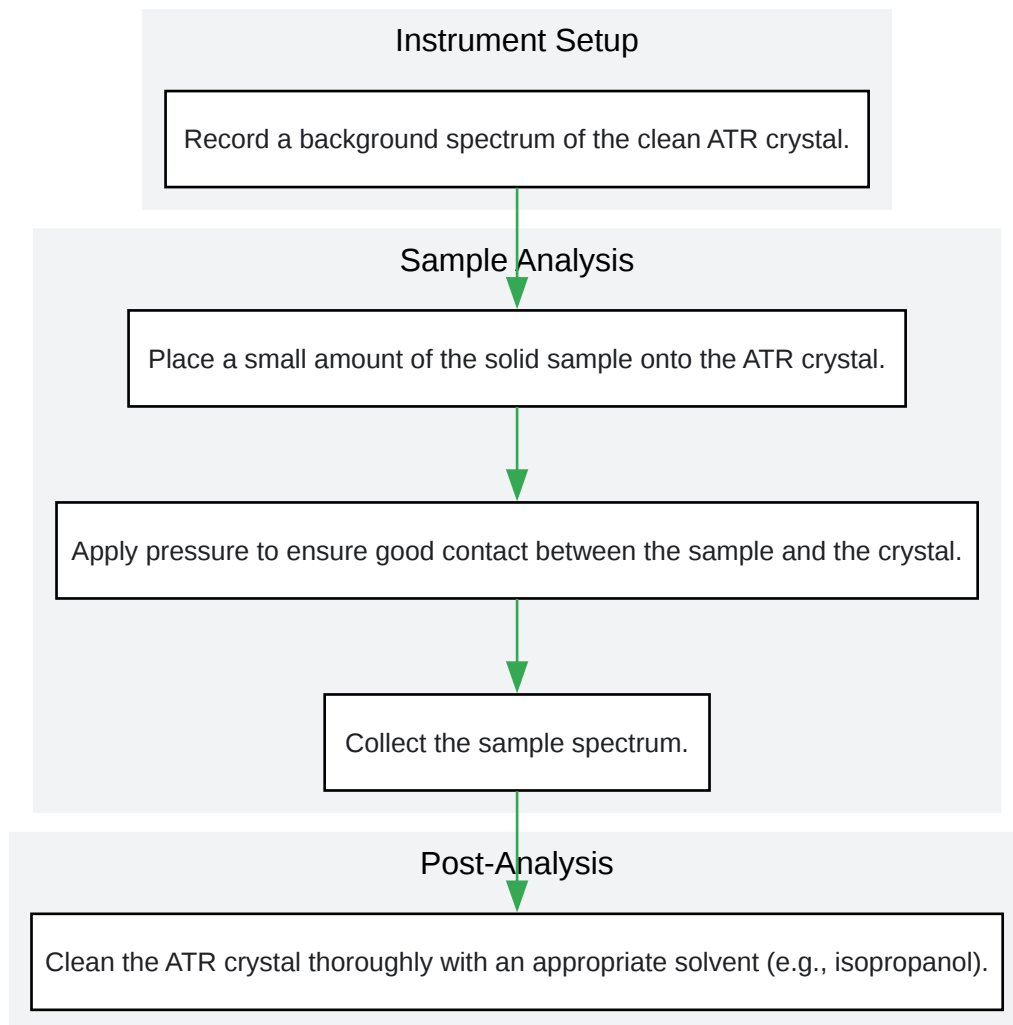 Instrument Setup
Record a background spectrum of the clean ATR crystal.
Sample Analysis
Place a small amount of the solid sample onto the ATR crystal.
Apply pressure to ensure good contact between the sample and the crystal.
Collect the sample spectrum.
Post-Analysis
Clean the ATR crystal thoroughly with an appropriate solvent (e.g., isopropanol).